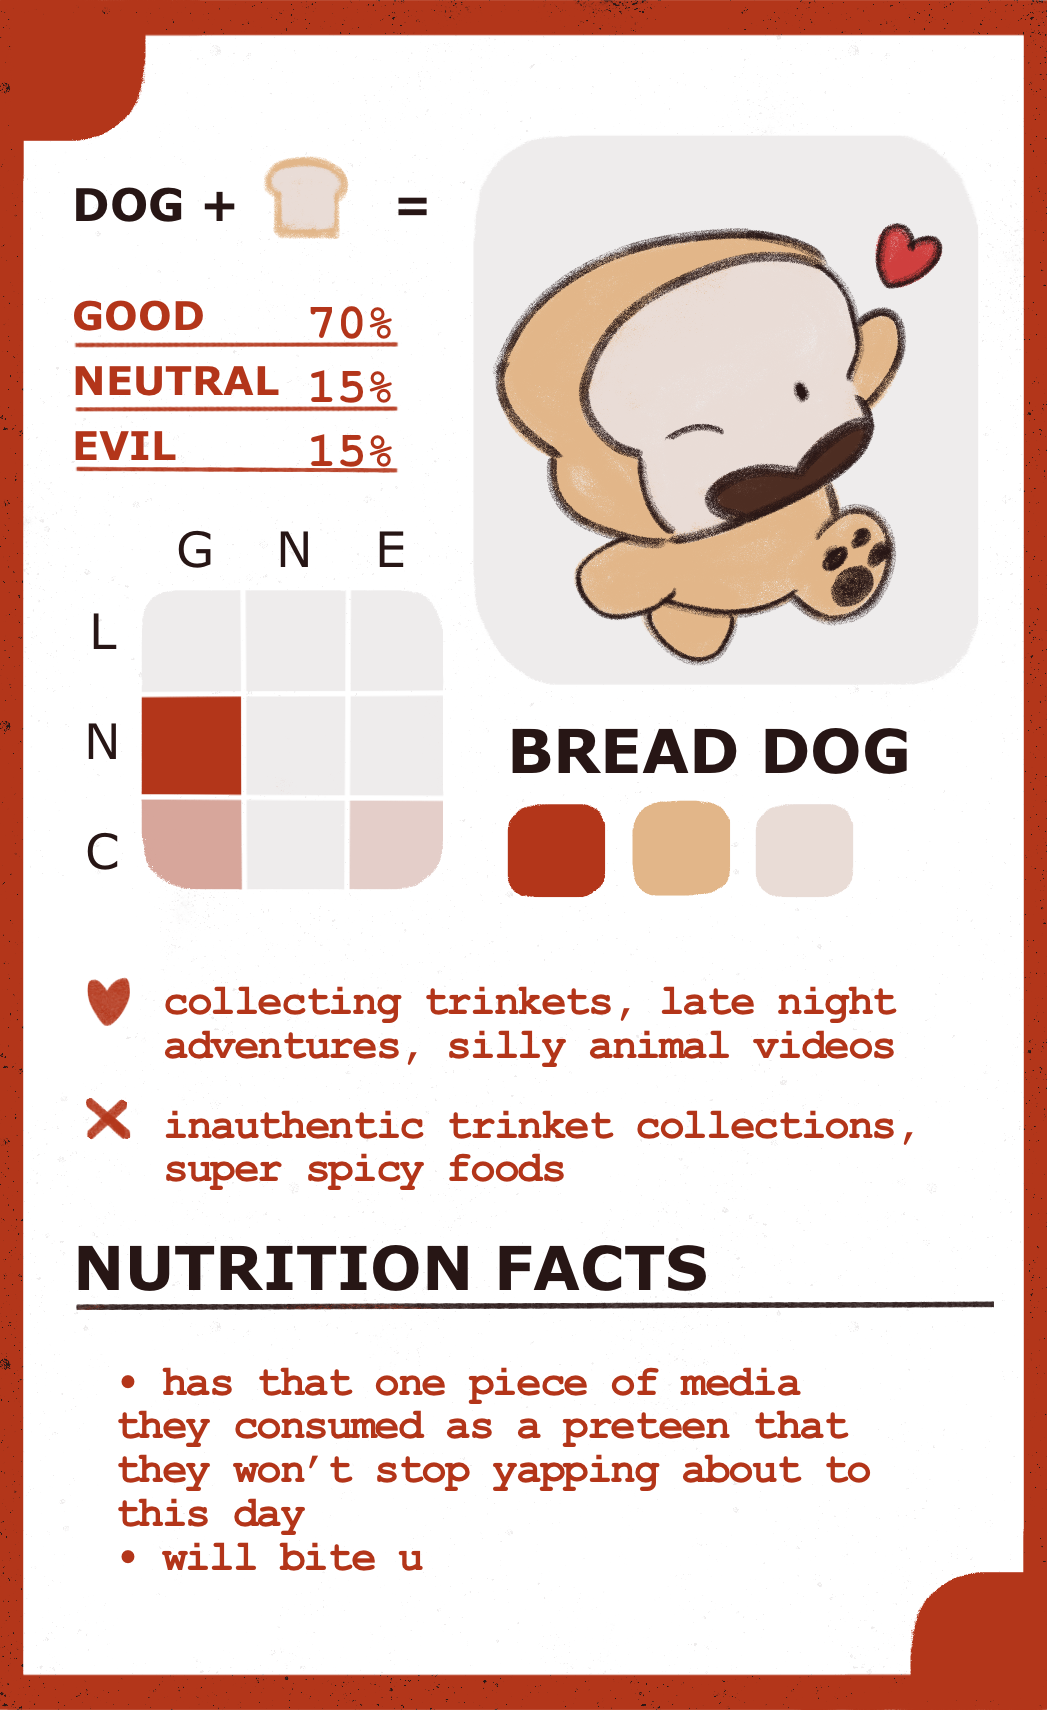 DOG + =
GOOD 70%
NEUTRAL 15%
EVIL 15%
G N E
L
N
C
BREAD DOG
collecting trinkets, late night
adventures, silly animal videos
inauthentic trinket collections,
super spicy foods
NUTRITION FACTS
• has that one piece of media
they consumed as a preteen that
they won't stop yapping about to
this day
• will bite u